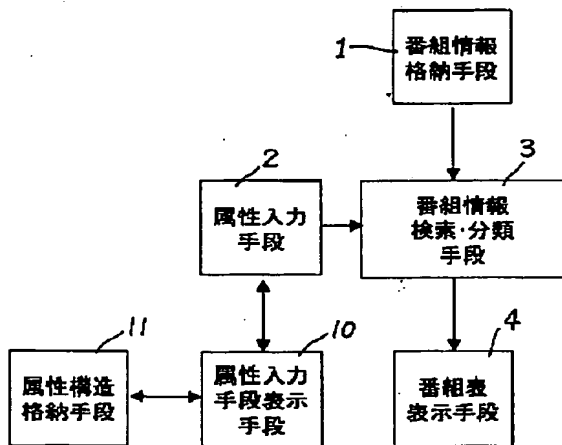 1
番組情報
格納手段
2
属性入力
手段
3
番組情報
検索・分類
手段
11
属性構造
格納手段
10
属性入力
手段表示
手段
4
番組表
表示手段